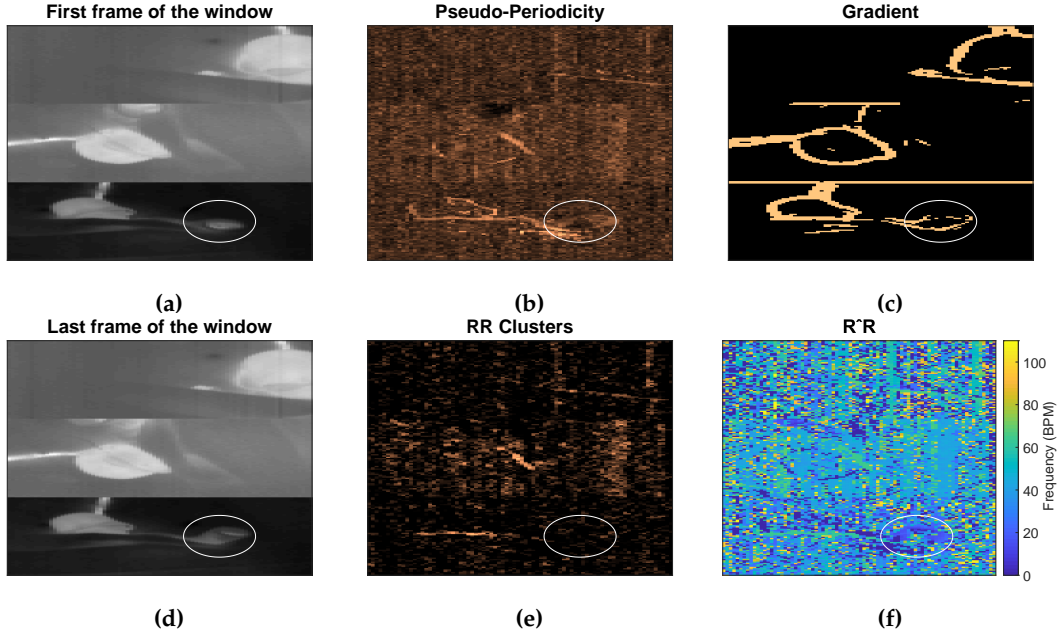 First frame of the window
Pseudo-Periodicity
Gradient
(a)
(b)
(c)
Last frame of the window
RR Clusters
RˆR
100
80
60
40
20
0
Frequency (BPM)
(d)
(e)
(f)